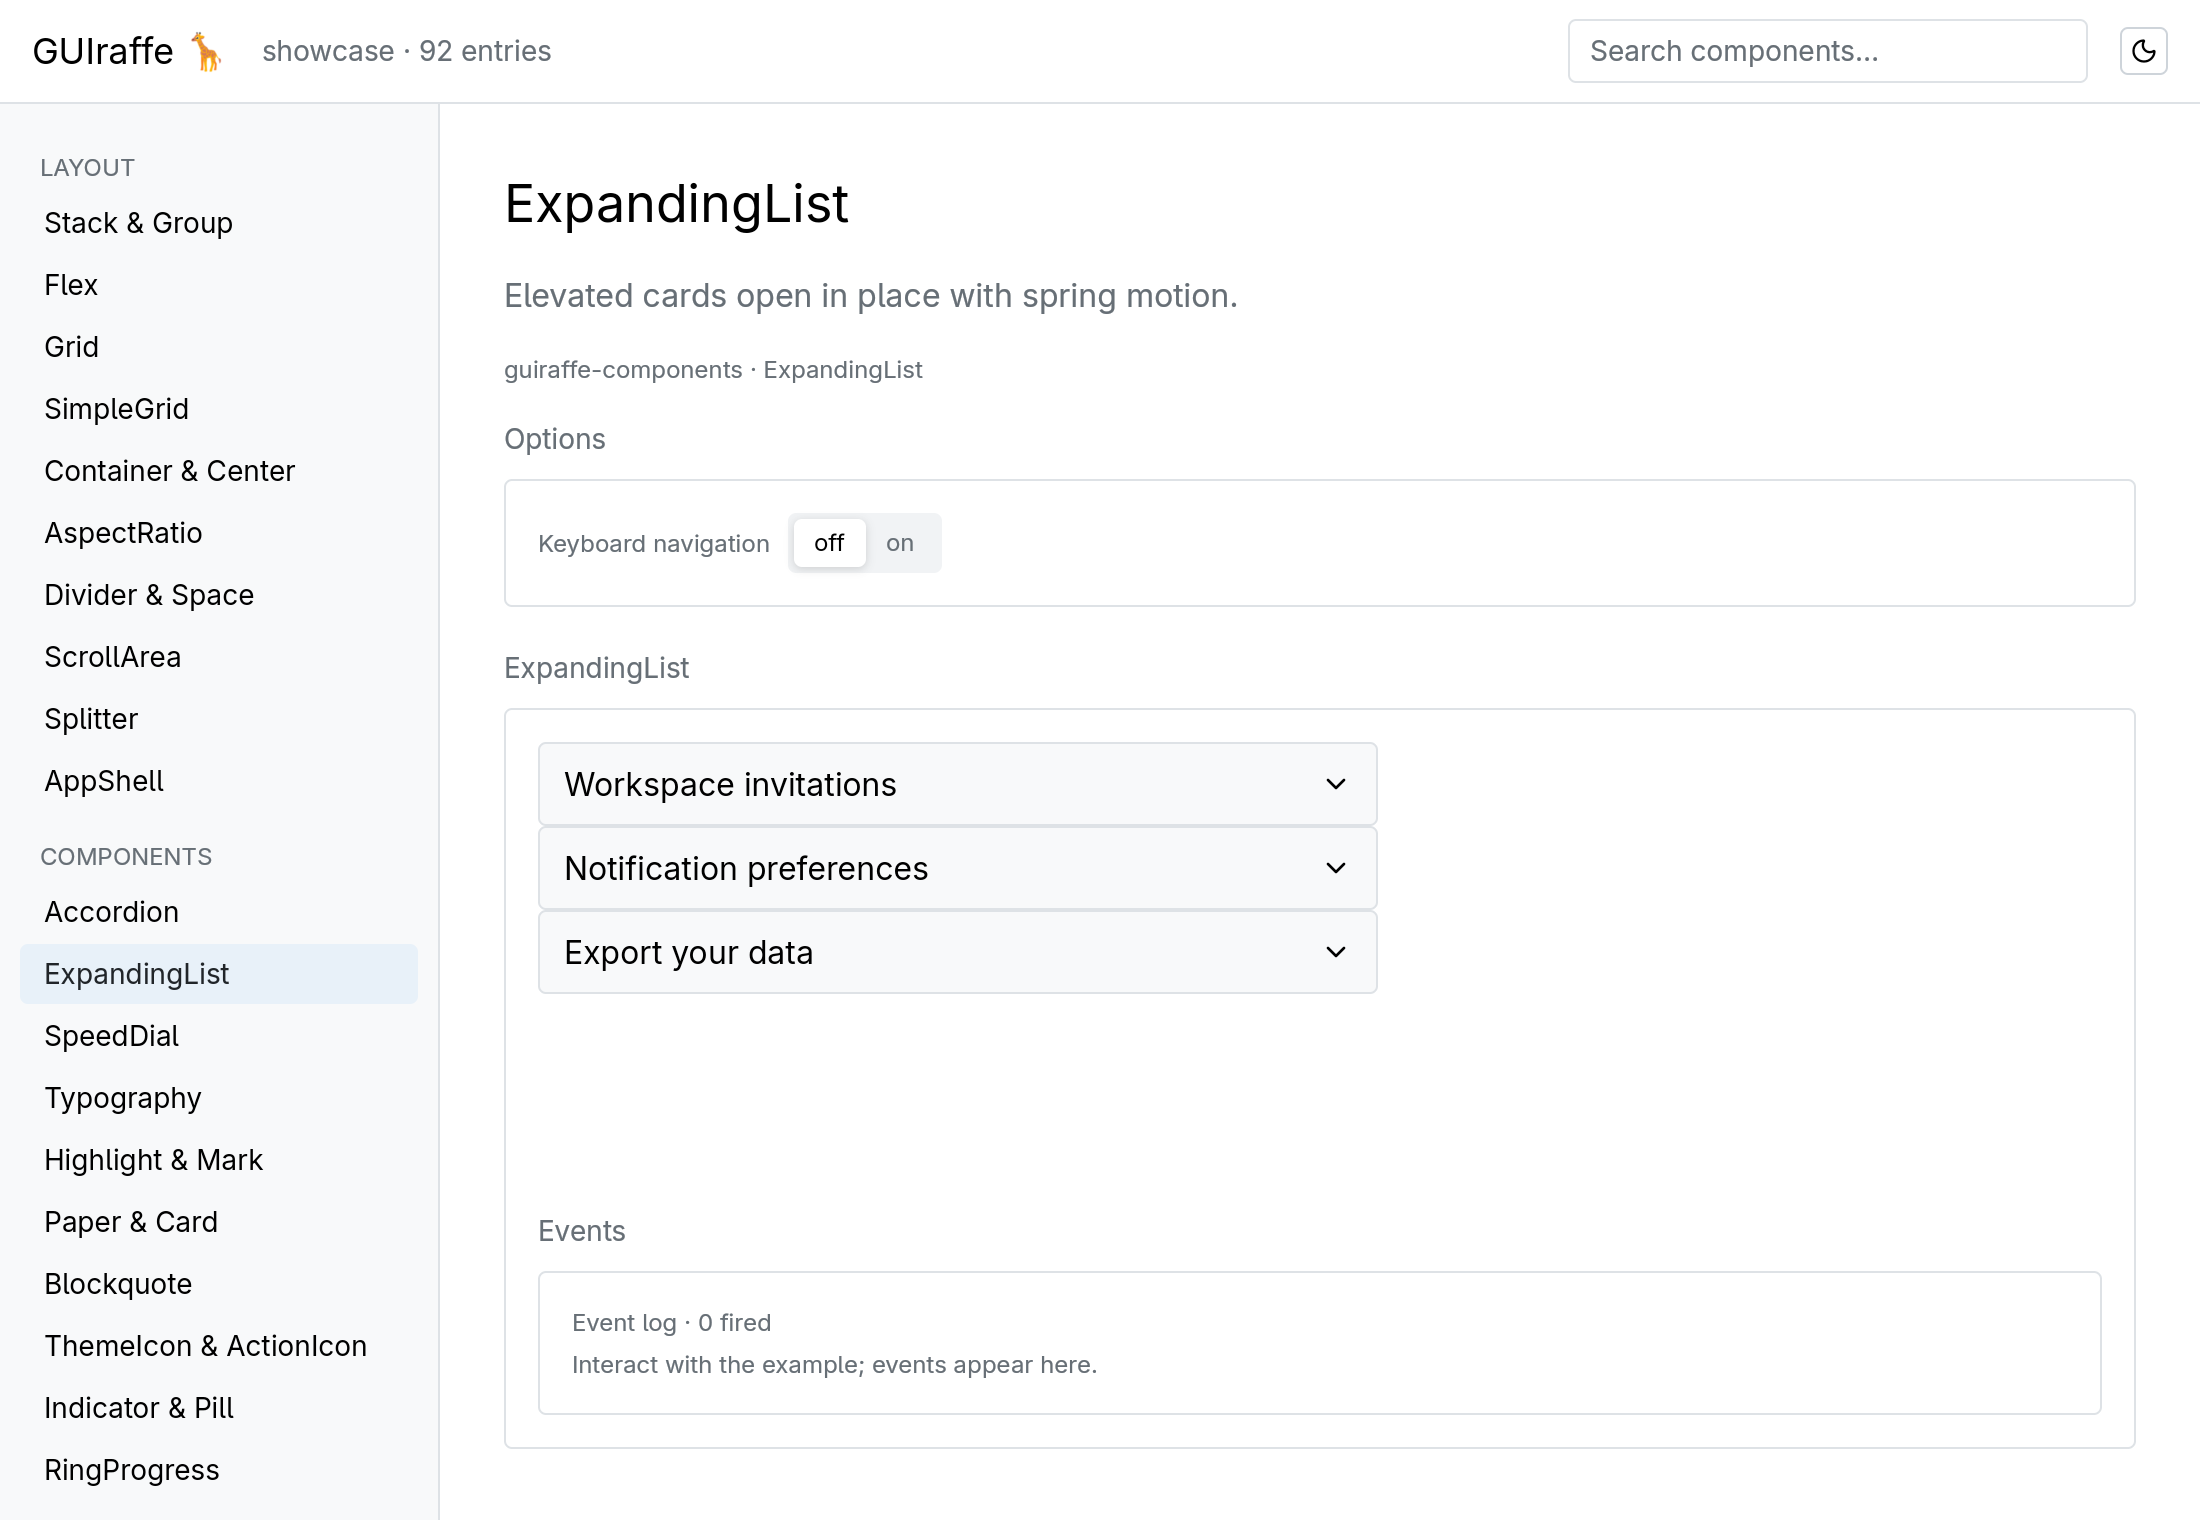 GUIraffe 🦒 showcase · 92 entries
Search components...
LAYOUT
Stack & Group
Flex
Grid
SimpleGrid
Container & Center
AspectRatio
Divider & Space
ScrollArea
Splitter
AppShell
COMPONENTS
Accordion
ExpandingList
SpeedDial
Typography
Highlight & Mark
Paper & Card
Blockquote
ThemeIcon & ActionIcon
Indicator & Pill
RingProgress
ExpandingList
Elevated cards open in place with spring motion.
guiraffe-components · ExpandingList
Options
Keyboard navigation off on
ExpandingList
Workspace invitations
Notification preferences
Export your data
Events
Event log · 0 fired
Interact with the example; events appear here.